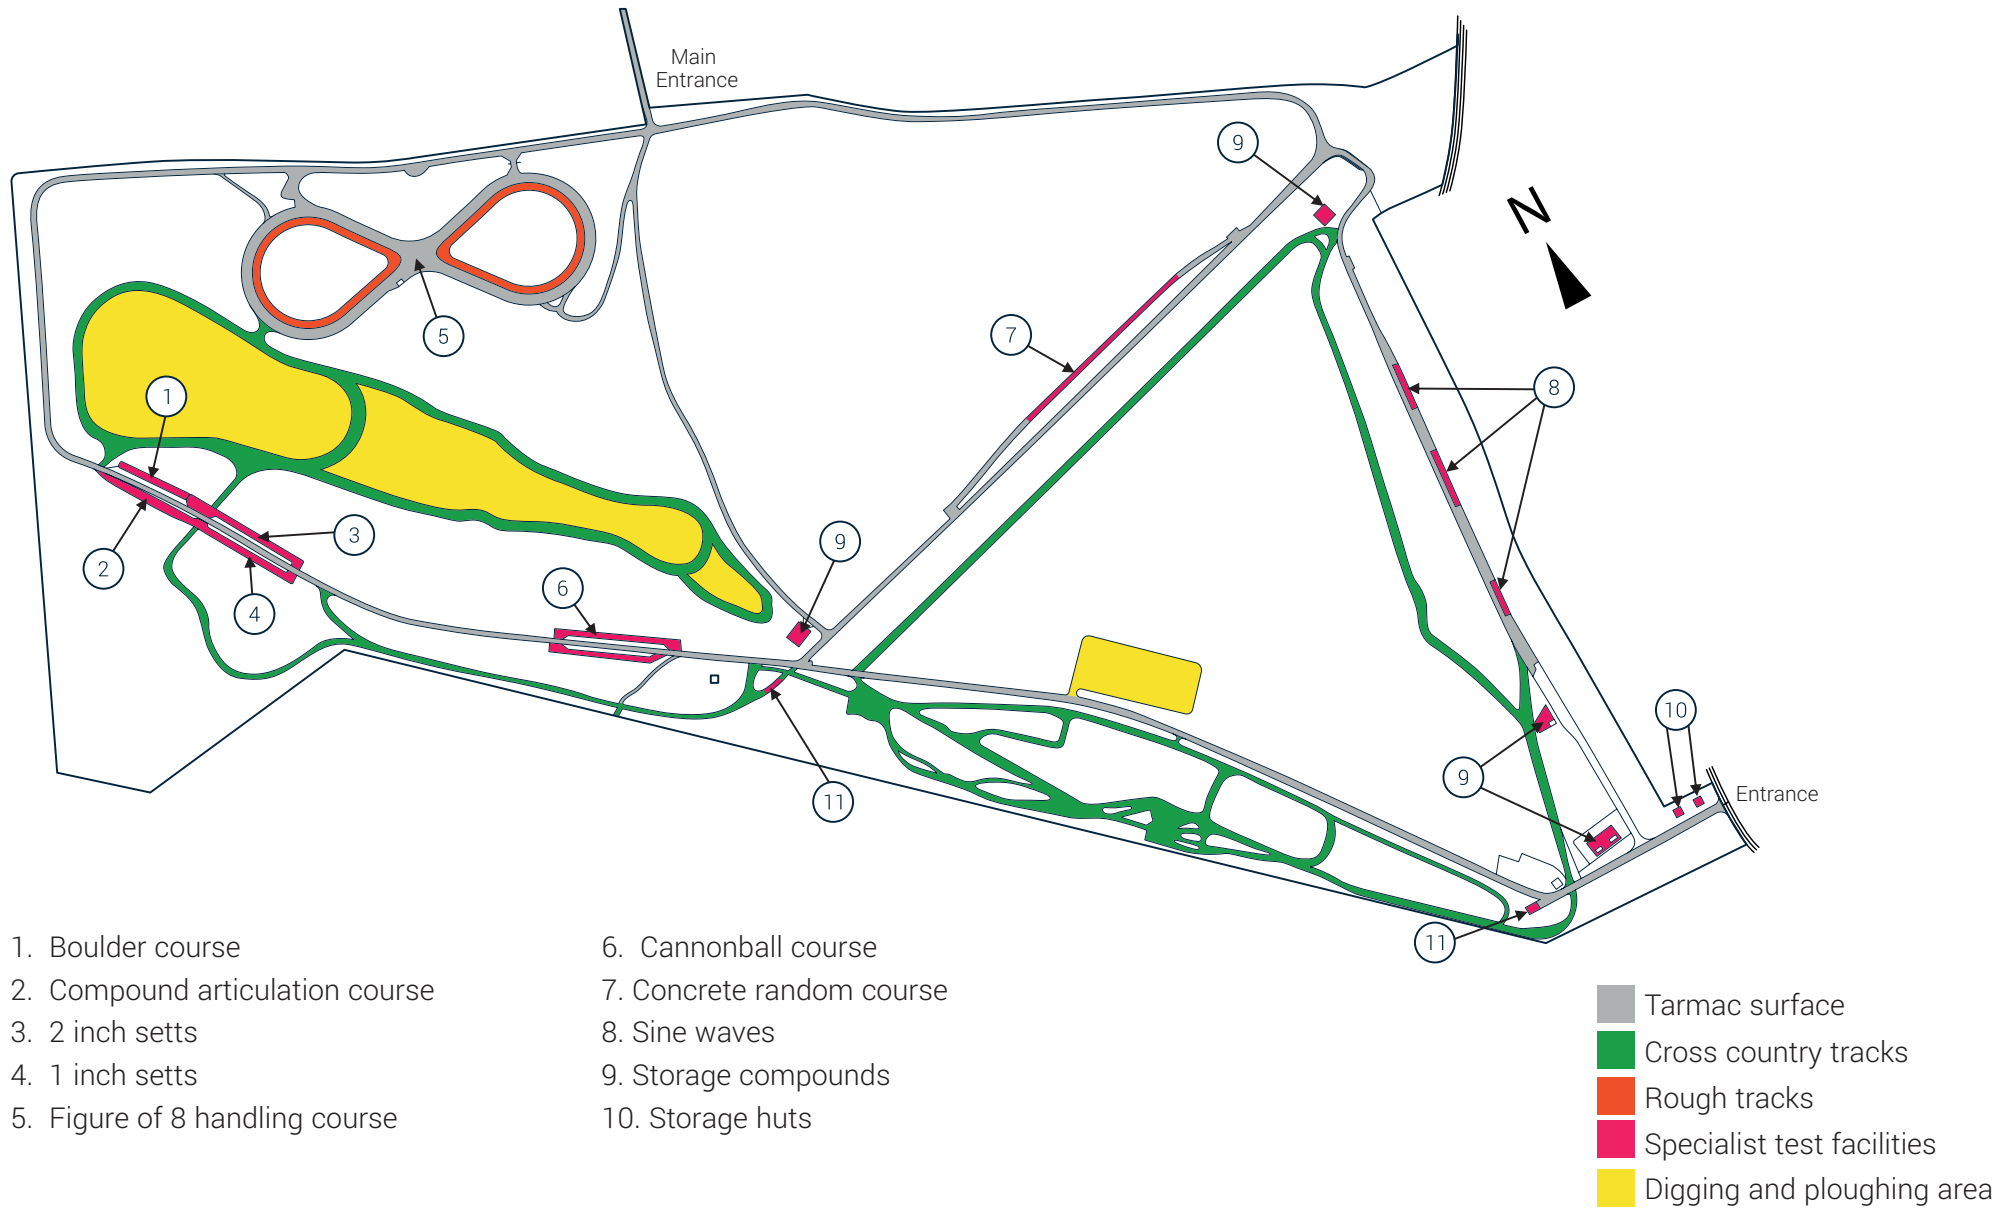 Main
Entrance
9
N
5
7
8
1
3
2
9
6
4
10
9
Entrance
11
11
1. Boulder course
2. Compound articulation course
3. 2 inch setts
4. 1 inch setts
5. Figure of 8 handling course
6. Cannonball course
7. Concrete random course
8. Sine waves
9. Storage compounds
10. Storage huts
Tarmac surface
Cross country tracks
Rough tracks
Specialist test facilities
Digging and ploughing area